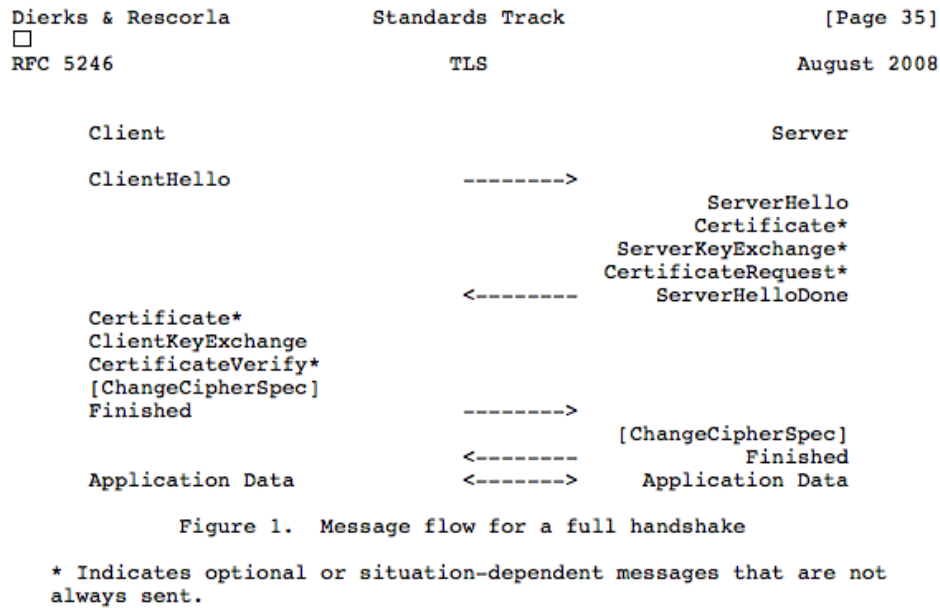 Dierks & Rescorla Standards Track [Page 35]
RFC 5246 TLS August 2008
Client Server
ClientHello -------->
ServerHello
Certificate*
ServerKeyExchange*
CertificateRequest*
<-------- ServerHelloDone
Certificate*
ClientKeyExchange
CertificateVerify*
[ChangeCipherSpec]
Finished -------->
[ChangeCipherSpec]
<-------- Finished
Application Data <-------> Application Data
Figure 1. Message flow for a full handshake
* Indicates optional or situation-dependent messages that are not
always sent.